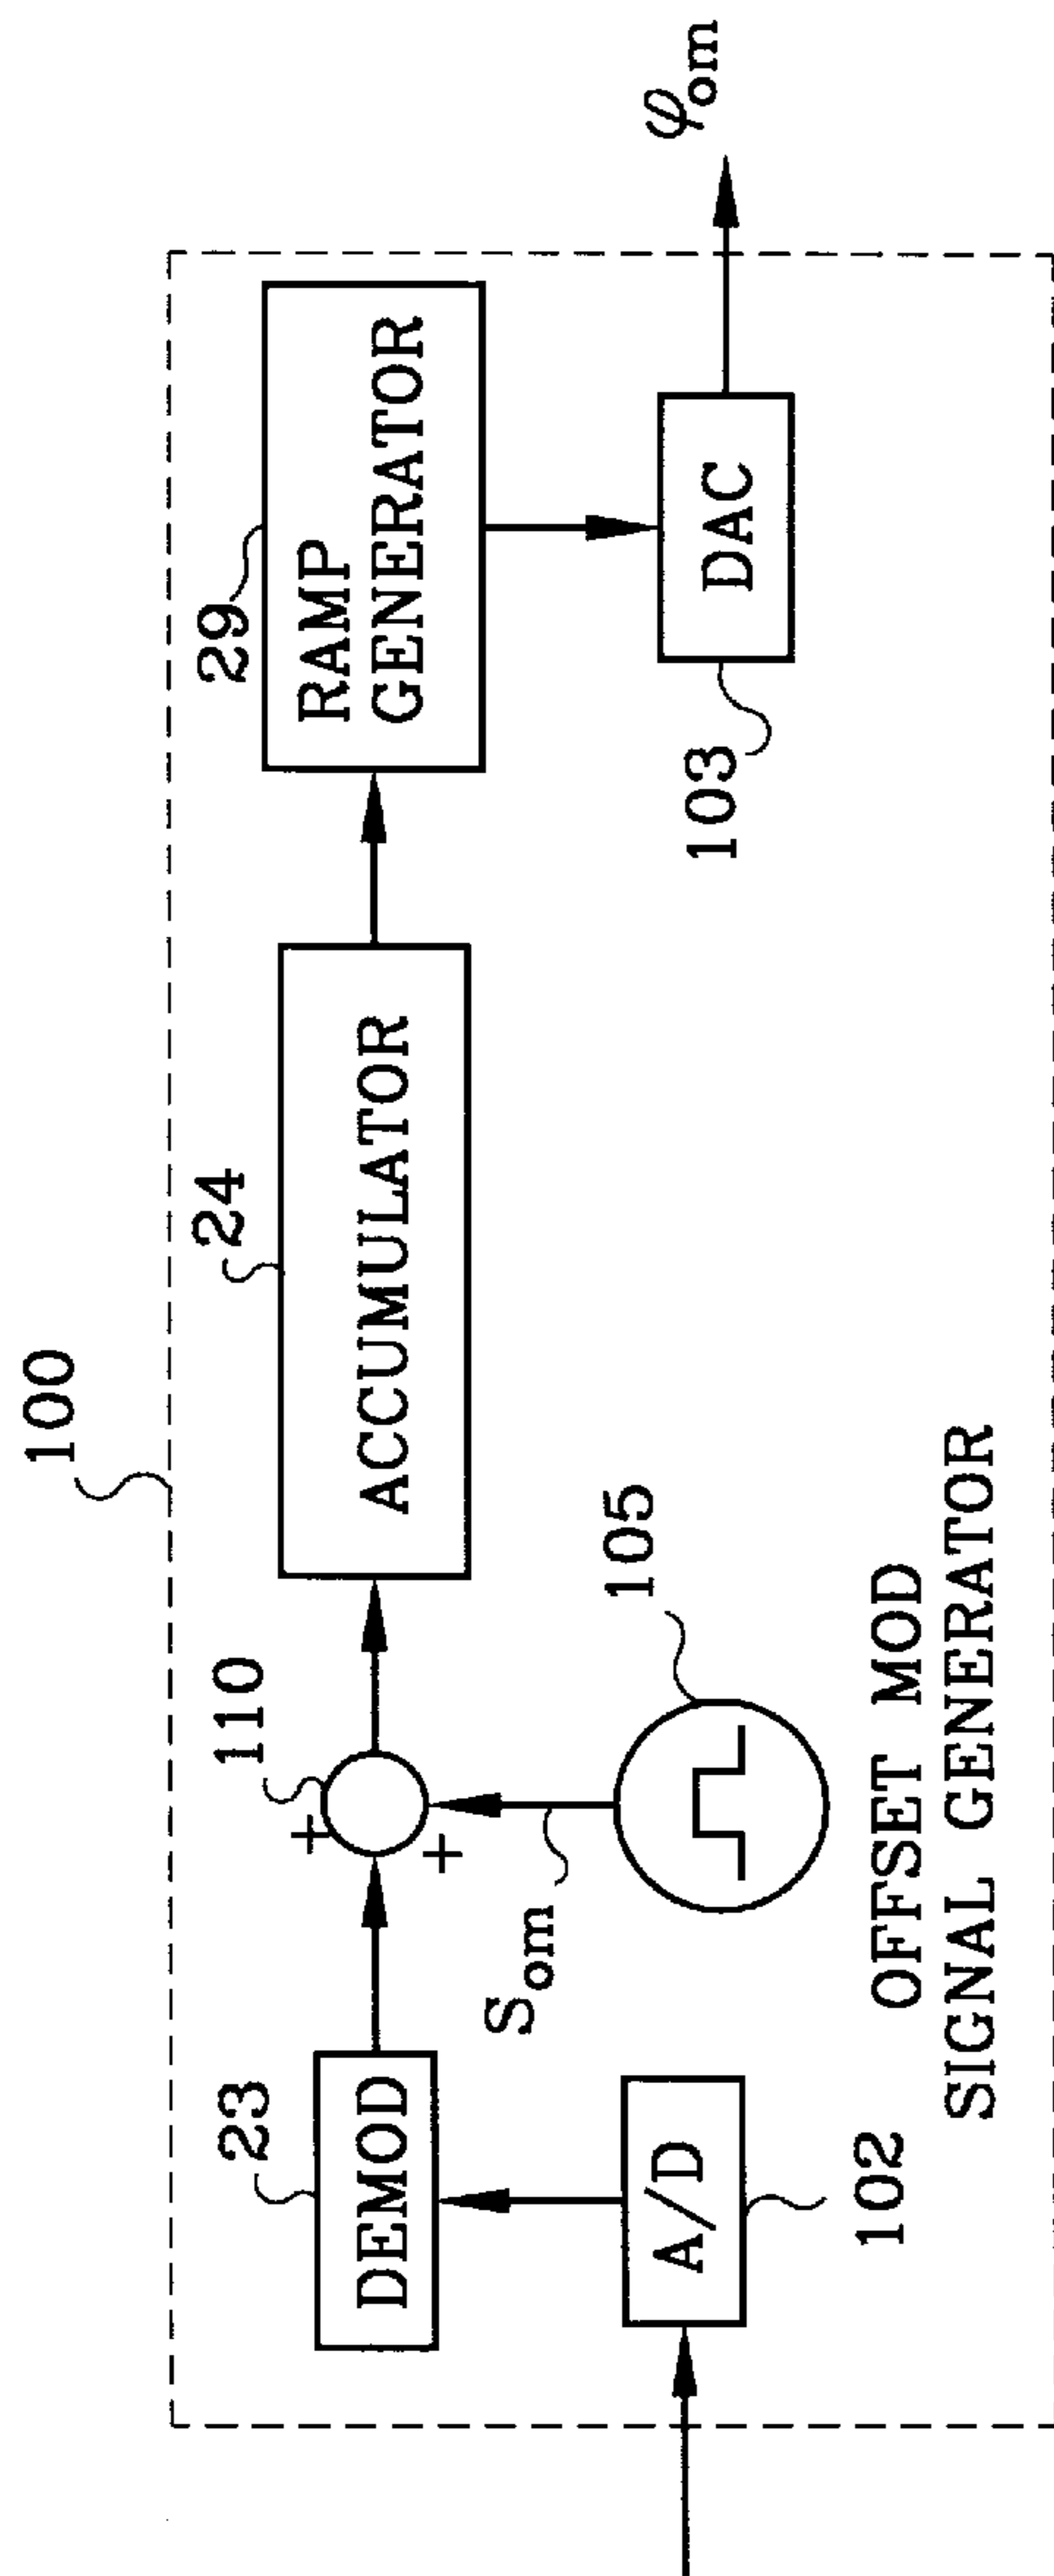 100
23
DEMOD
110
+
+
24
ACCUMULATOR
29
RAMP
GENERATOR
A/D
102
Som
105
OFFSET MOD
SIGNAL GENERATOR
103
DAC
φom